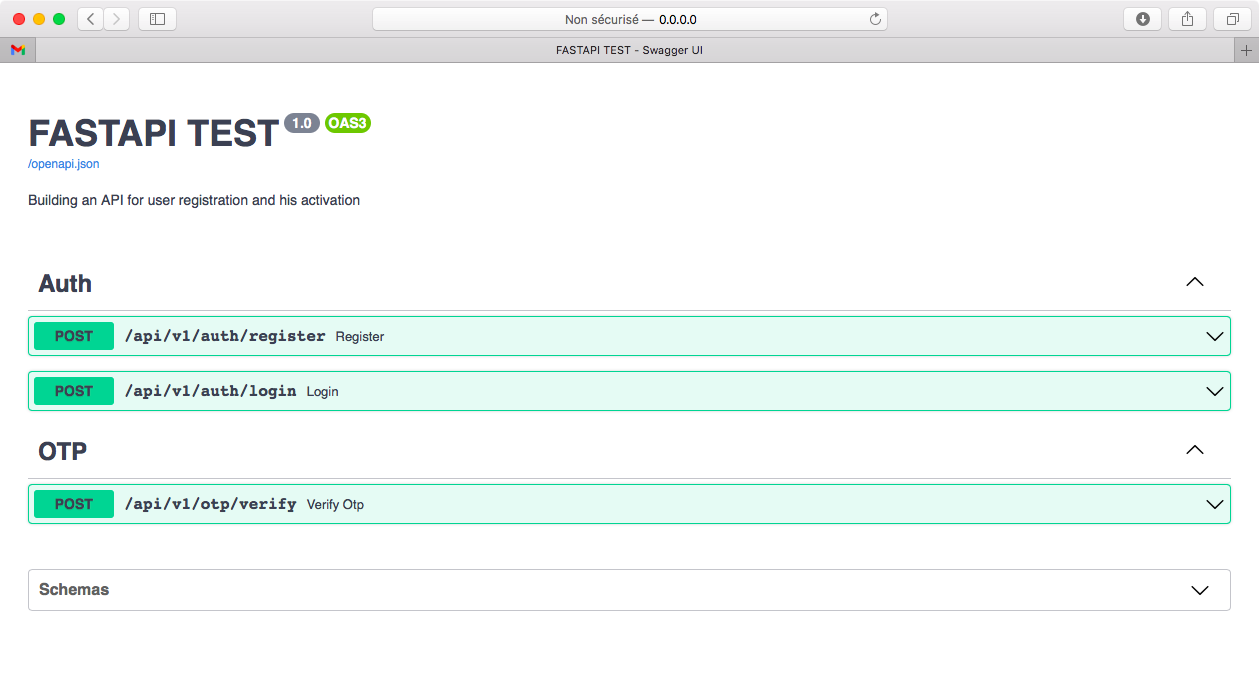 Non sécurisé — 0.0.0.0
FASTAPI TEST - Swagger UI
FASTAPI TEST 1.0 OAS3
/openapi.json
Building an API for user registration and his activation
Auth
POST /api/v1/auth/register Register
POST /api/v1/auth/login Login
OTP
POST /api/v1/otp/verify Verify Otp
Schemas